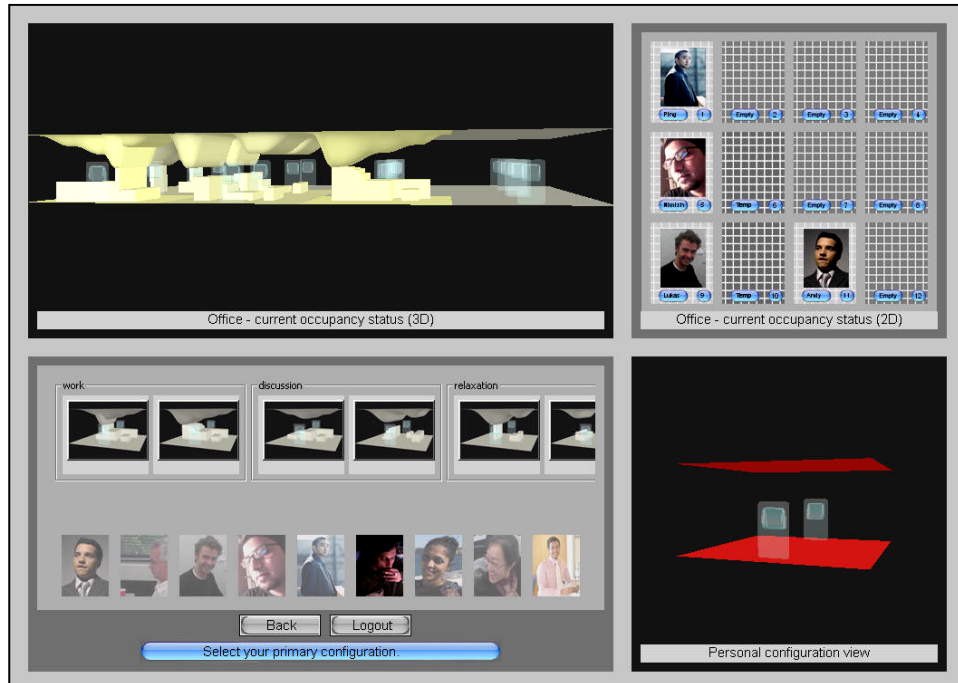 Ping 1
Empty 2
Empty 3
Empty 4
Nimish 5
Temp 6
Empty 7
Empty 8
Lukas 9
Temp 10
Andy 11
Empty 12
Office - current occupancy status (3D)
Office - current occupancy status (2D)
work
discussion
relaxation
Back
Logout
Select your primary configuration.
Personal configuration view